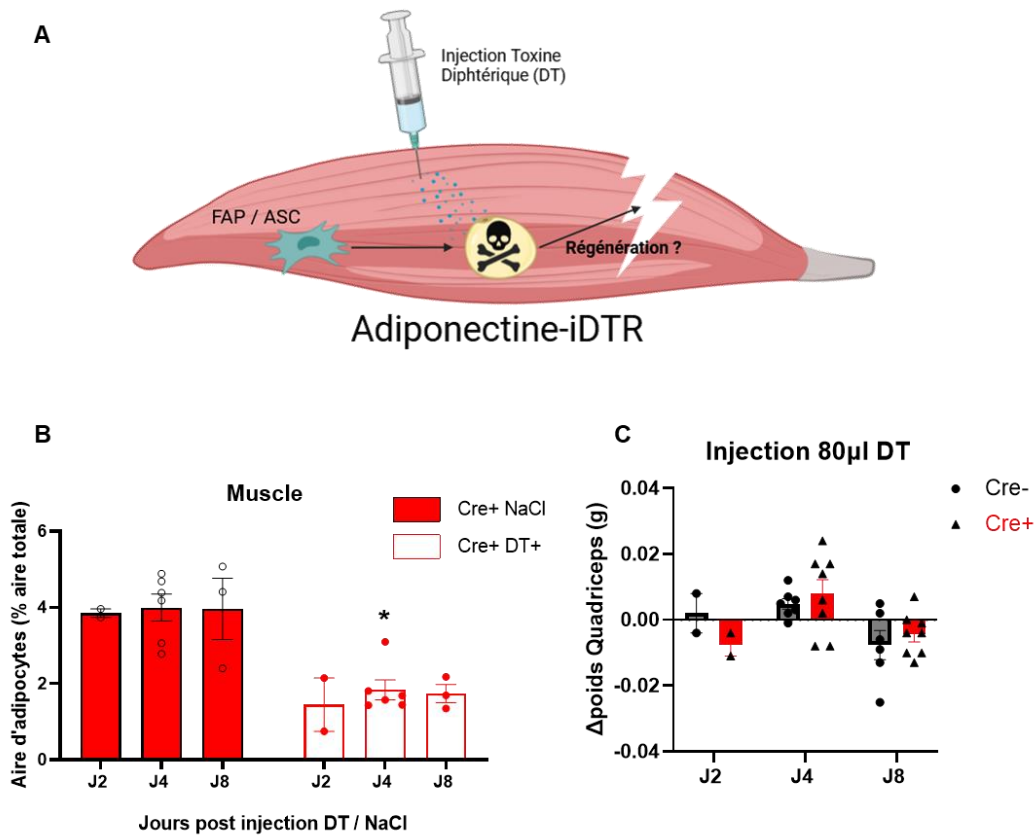 A
Injection Toxine
Diphtérique (DT)
FAP / ASC
Régénération ?
Adiponectine-iDTR
B
Muscle
Cre+ NaCl
Cre+ DT+
Aire d'adipocytes (% aire totale)
6
4
2
0
*
J2 J4 J8 J2 J4 J8
Jours post injection DT / NaCl
C
Injection 80µl DT
Cre-
Cre+
Δpoids Quadriceps (g)
0.04
0.02
0.00
-0.02
-0.04
J2 J4 J8